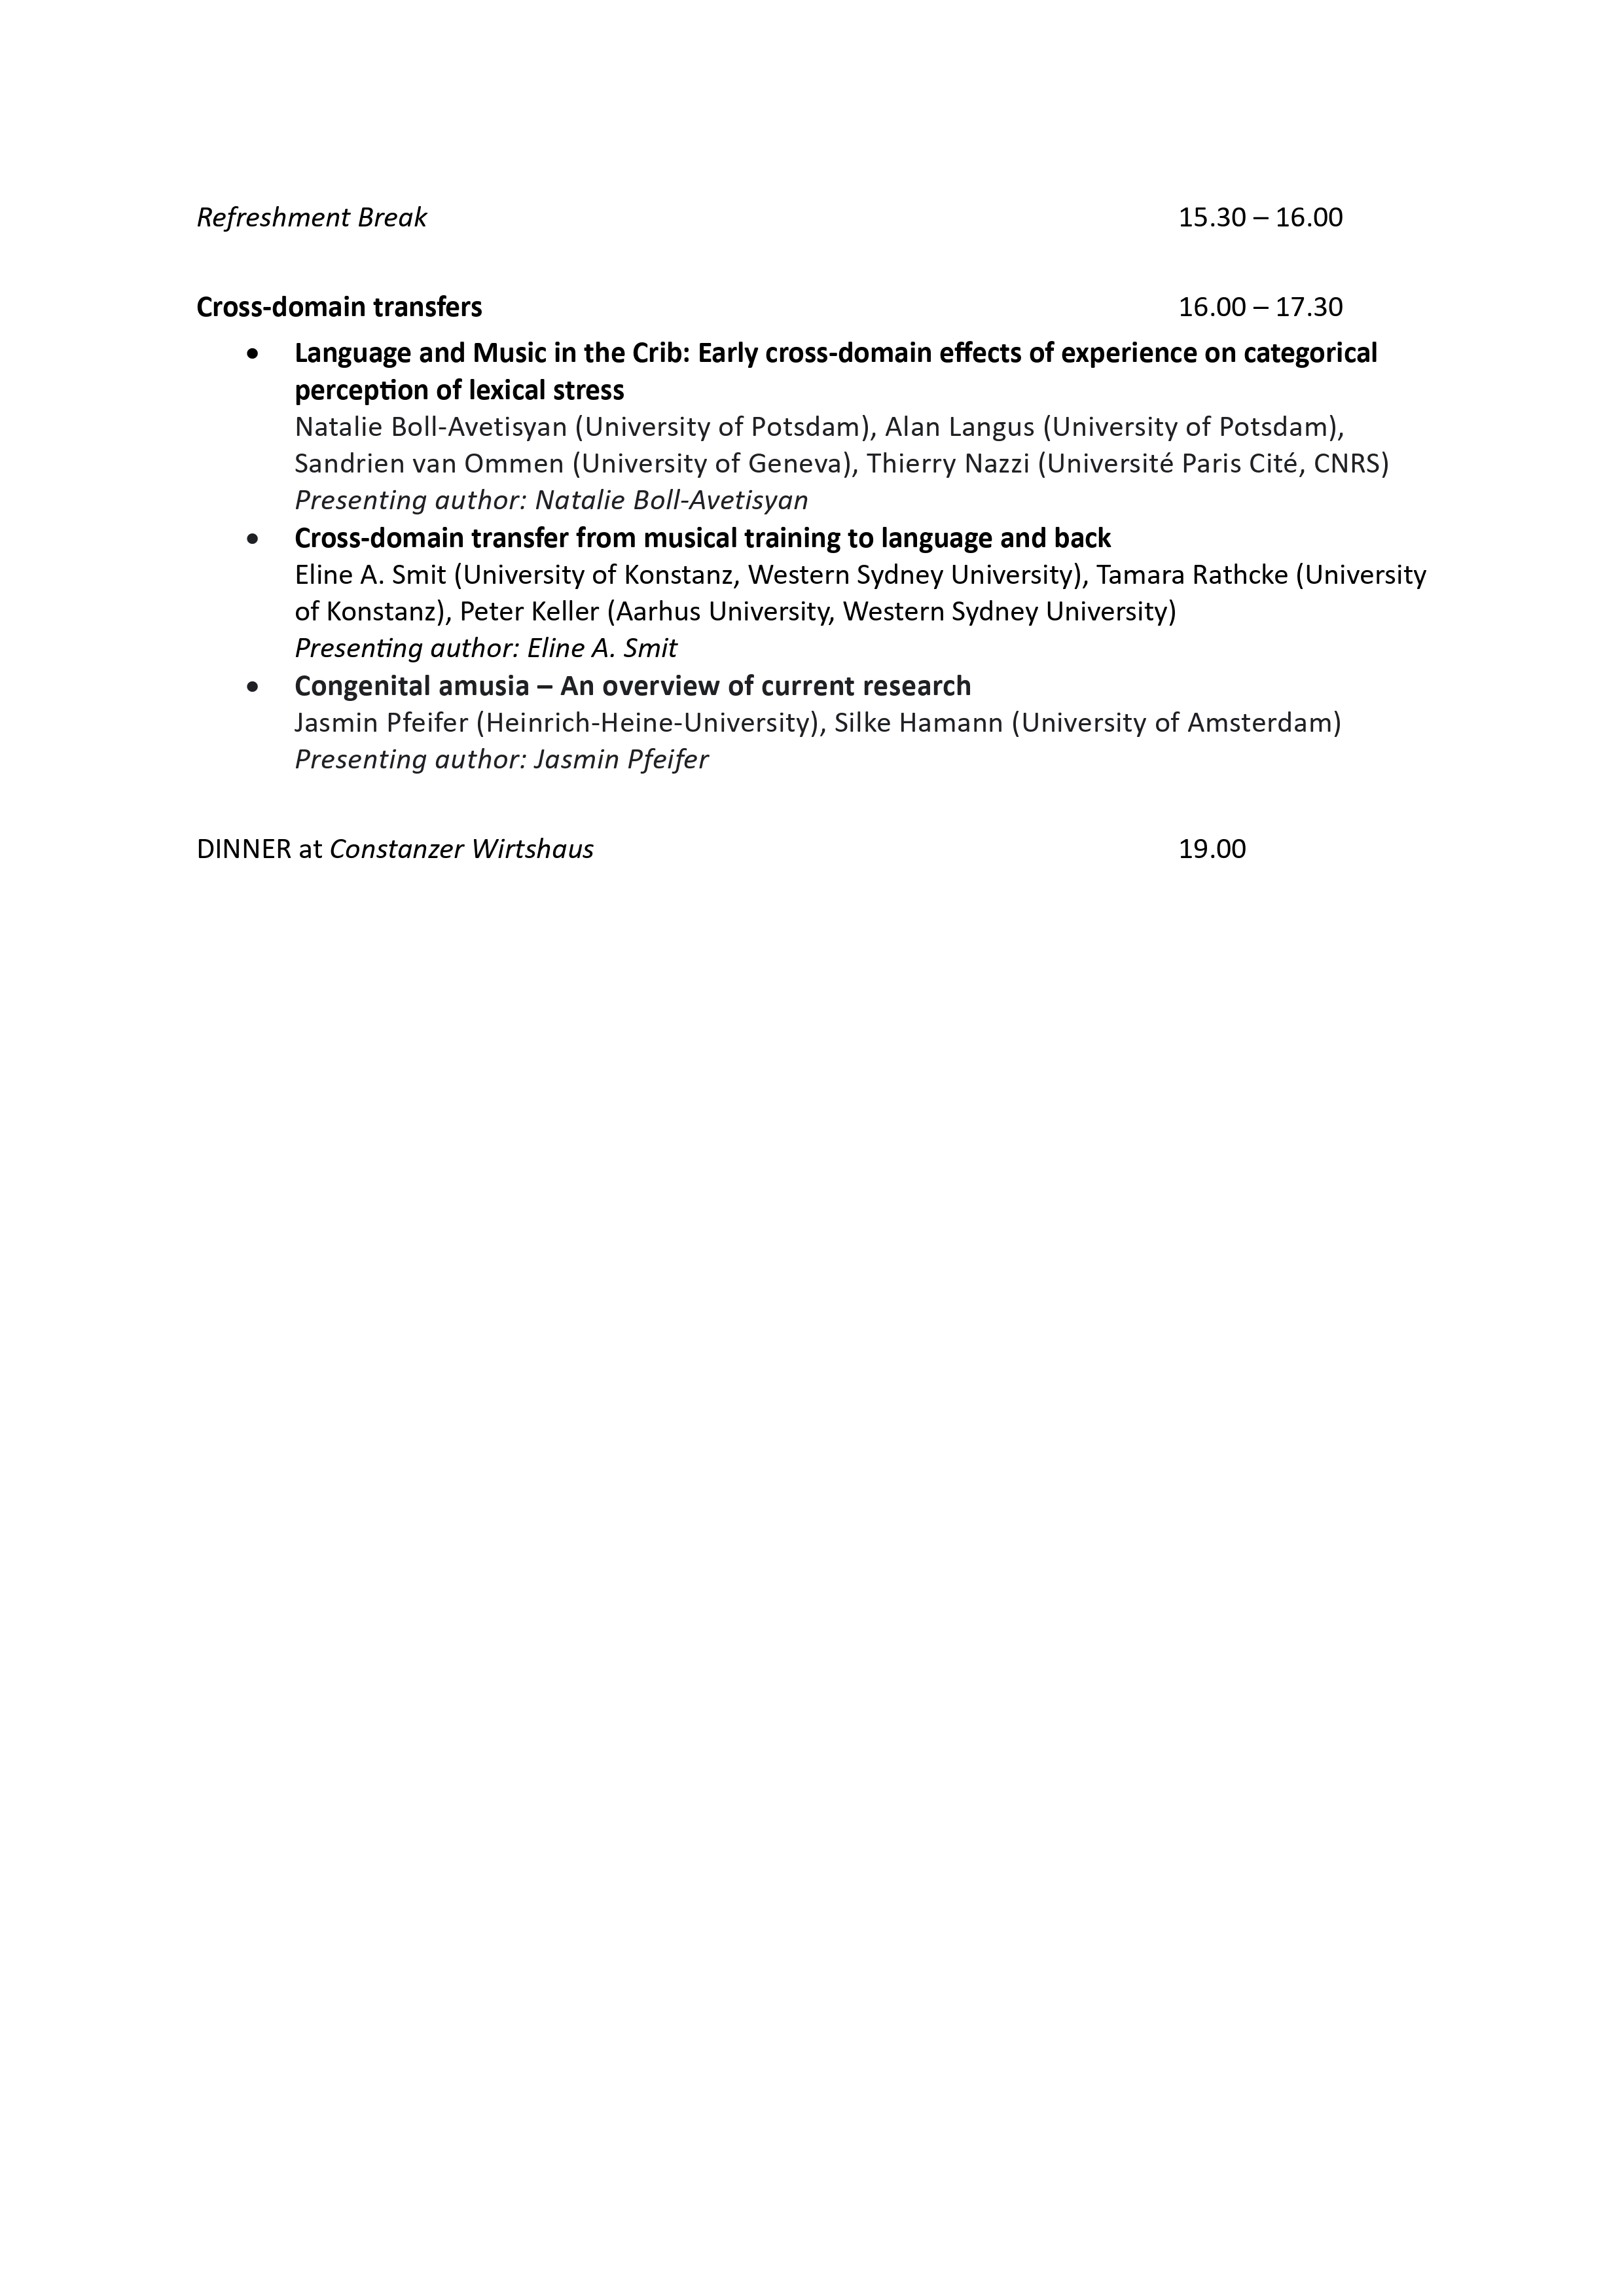 Refreshment Break 15.30 – 16.00
Cross-domain transfers 16.00 – 17.30
• Language and Music in the Crib: Early cross-domain effects of experience on categorical
perception of lexical stress
Natalie Boll-Avetisyan (University of Potsdam), Alan Langus (University of Potsdam),
Sandrien van Ommen (University of Geneva), Thierry Nazzi (Université Paris Cité, CNRS)
Presenting author: Natalie Boll-Avetisyan
• Cross-domain transfer from musical training to language and back
Eline A. Smit (University of Konstanz, Western Sydney University), Tamara Rathcke (University
of Konstanz), Peter Keller (Aarhus University, Western Sydney University)
Presenting author: Eline A. Smit
• Congenital amusia – An overview of current research
Jasmin Pfeifer (Heinrich-Heine-University), Silke Hamann (University of Amsterdam)
Presenting author: Jasmin Pfeifer
DINNER at Constanzer Wirtshaus 19.00